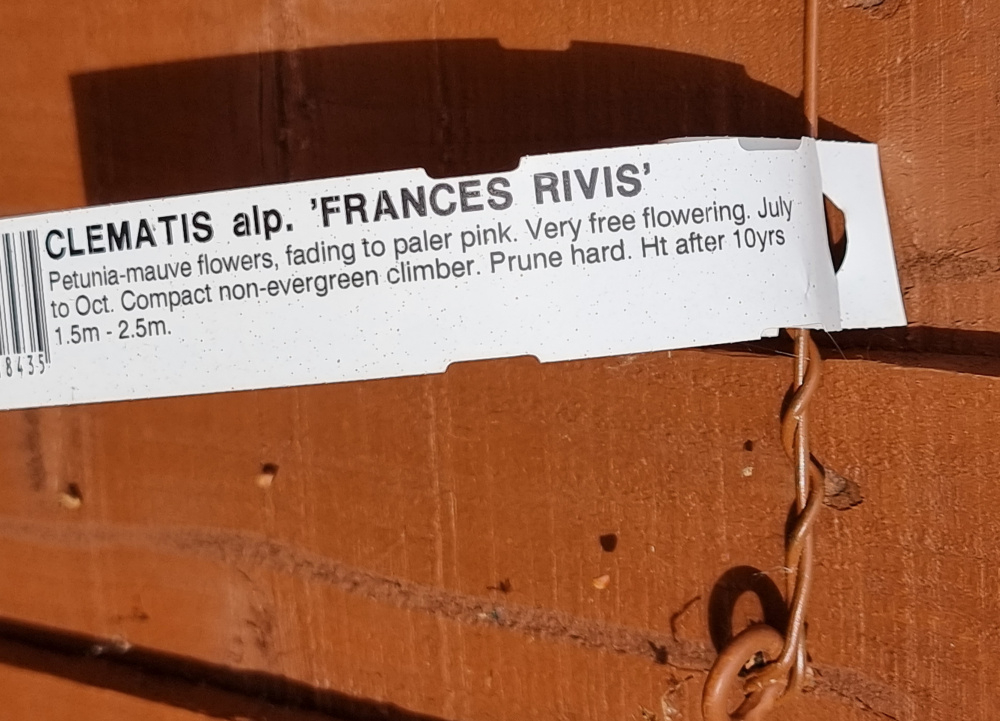 CLEMATIS alp. 'FRANCES RIVIS'
Petunia-mauve flowers, fading to paler pink. Very free flowering. July
to Oct. Compact non-evergreen climber. Prune hard. Ht after 10yrs
1.5m - 2.5m.
8435